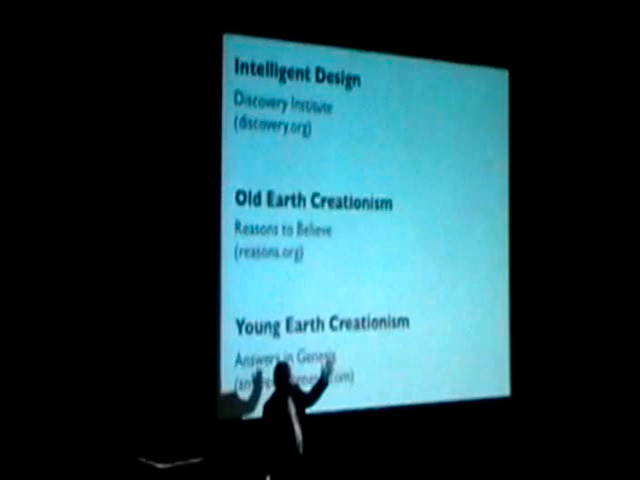 Intelligent Design
Discovery Institute
(discovery.org)
Old Earth Creationism
Reasons to Believe
(reasons.org)
Young Earth Creationism
Answers in Genesis